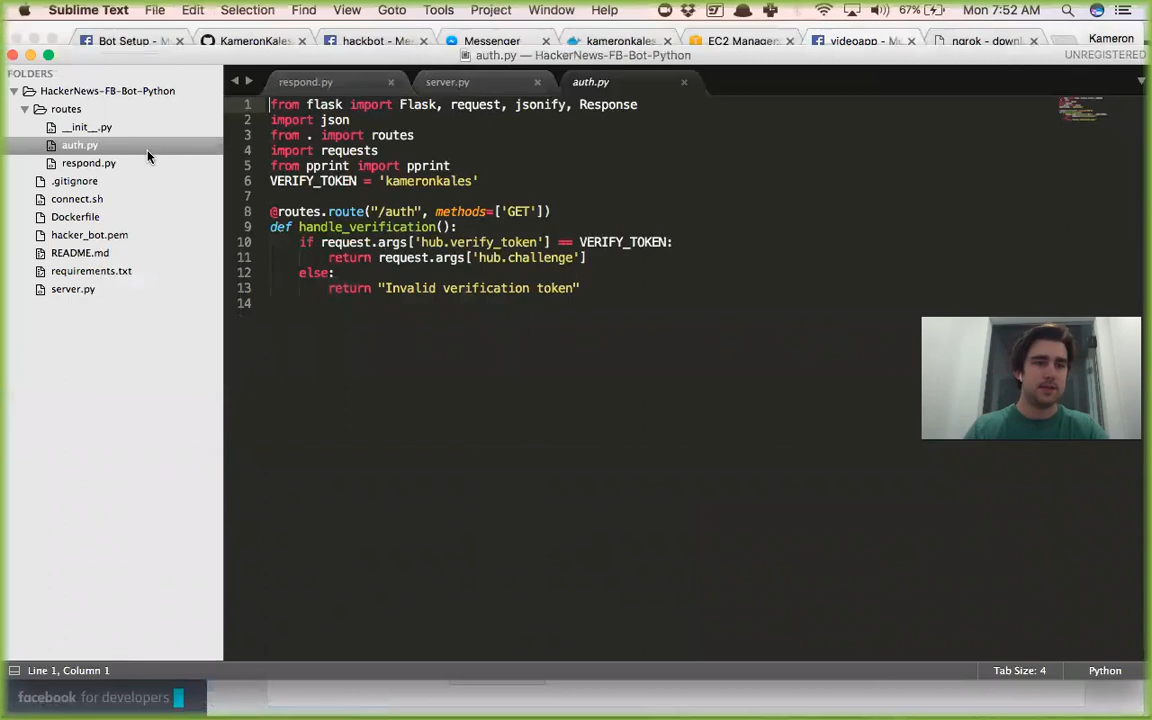 Sublime Text File Edit Selection Find View Goto Tools Project Window Help 67% Mon 7:52 AM
Bot Setup - M KameronKales hackbot - Me Messenger kameronkales EC2 Manage videoapp - Mu ngrok - downl Kameron
auth.py — HackerNews-FB-Bot-Python UNREGISTERED
FOLDERS
HackerNews-FB-Bot-Python
routes
__init__.py
auth.py
respond.py
.gitignore
connect.sh
Dockerfile
hacker_bot.pem
README.md
requirements.txt
server.py
respond.py server.py auth.py
1 from flask import Flask, request, jsonify, Response
2 import json
3 from . import routes
4 import requests
5 from pprint import pprint
6 VERIFY_TOKEN = 'kameronkales'
7
8 @routes.route("/auth", methods=['GET'])
9 def handle_verification():
10 if request.args['hub.verify_token'] == VERIFY_TOKEN:
11 return request.args['hub.challenge']
12 else:
13 return "Invalid verification token"
14
Line 1, Column 1 Tab Size: 4 Python
facebook for developers